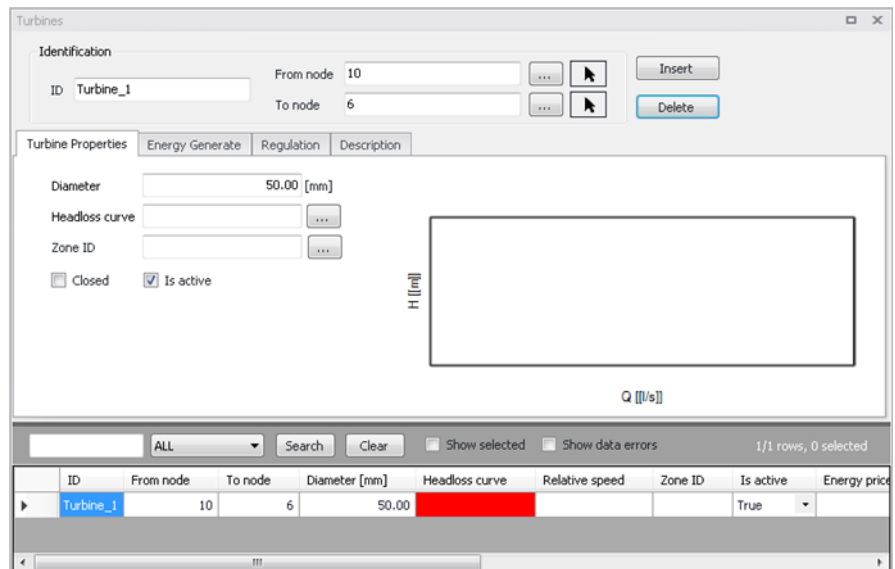 Turbines
Identification
ID Turbine_1
From node 10 ...
To node 6 ...
Insert
Delete
Turbine Properties Energy Generate Regulation Description
Diameter 50.00 [mm]
Headloss curve ...
Zone ID ...
Closed Is active
H [[m]]
Q [[l/s]]
ALL Search Clear Show selected Show data errors 1/1 rows, 0 selected
ID From node To node Diameter [mm] Headloss curve Relative speed Zone ID Is active Energy price
Turbine_1 10 6 50.00 True